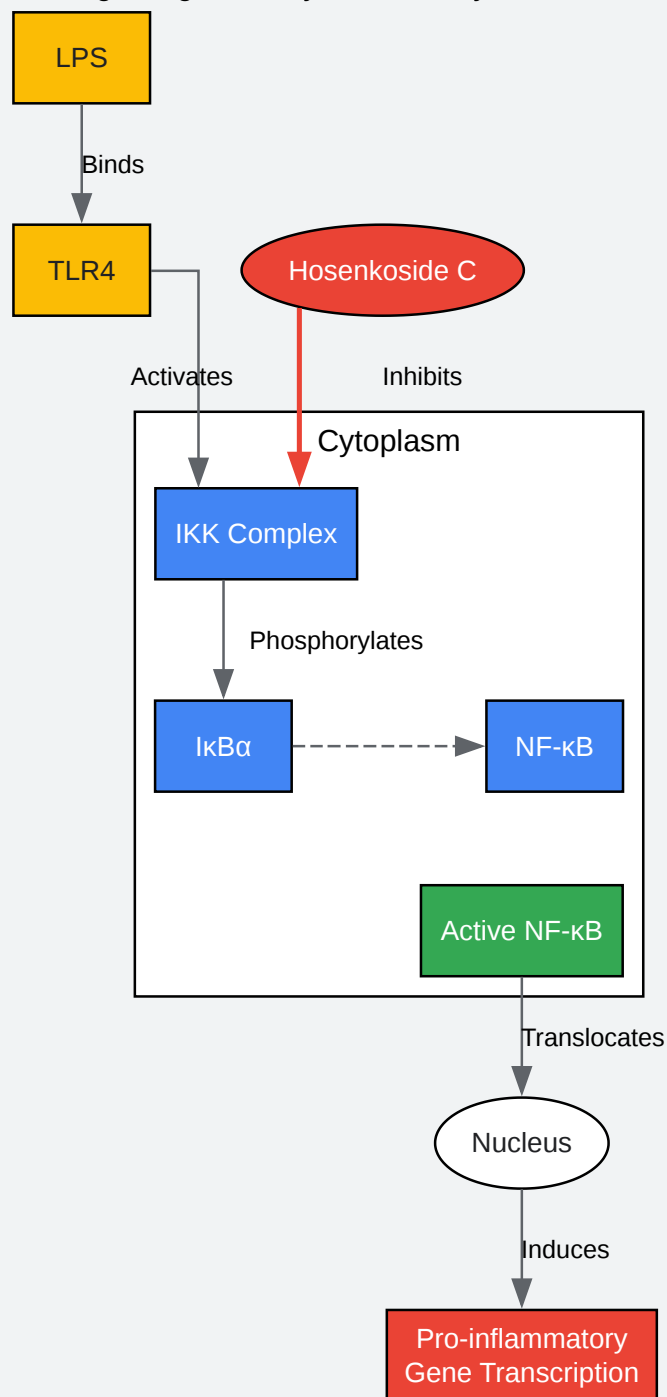 LPS
Binds
TLR4
Hosenkoside C
Activates
Inhibits
Cytoplasm
IKK Complex
Phosphorylates
IκBα
NF-κB
Active NF-κB
Translocates
Nucleus
Induces
Pro-inflammatory
Gene Transcription